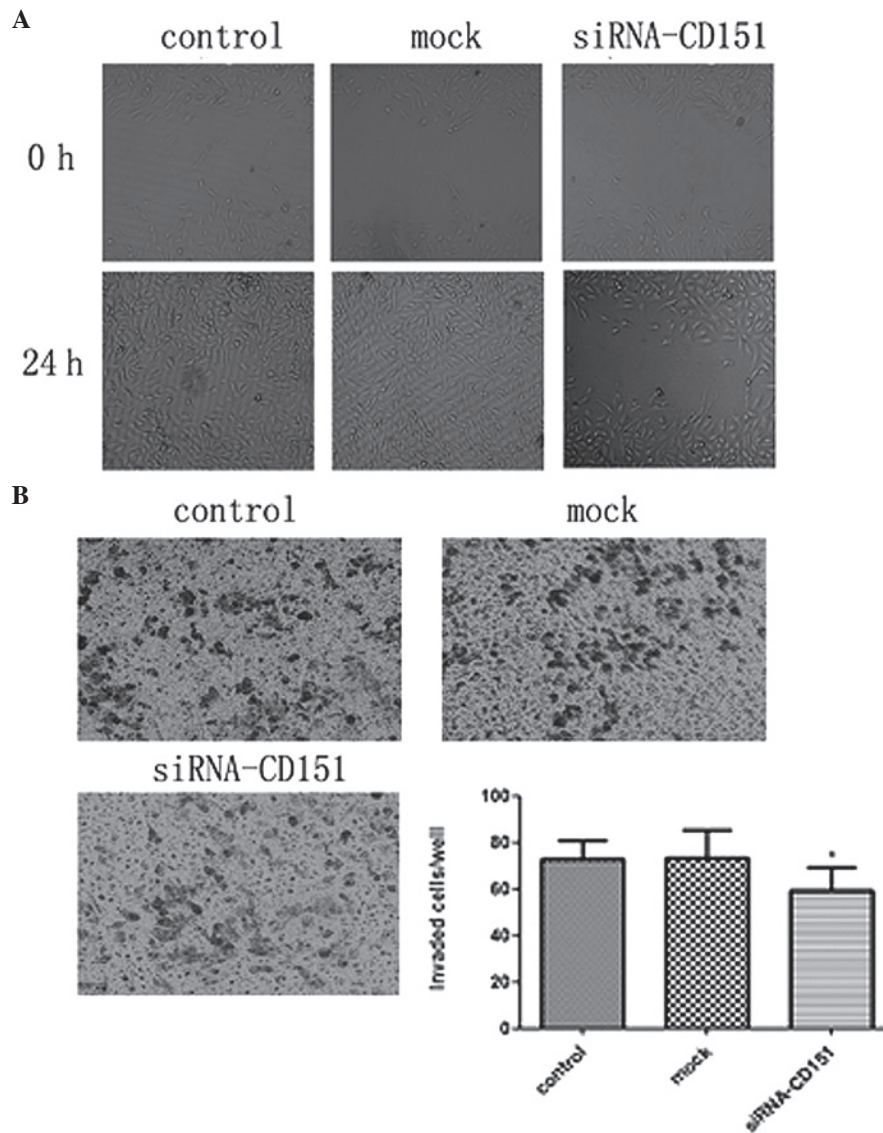 A
control mock siRNA-CD151
0 h
24 h
B
control mock
siRNA-CD151
100
80
60
40
20
0
Invaded cells/well
*
control
mock
siRNA-CD151